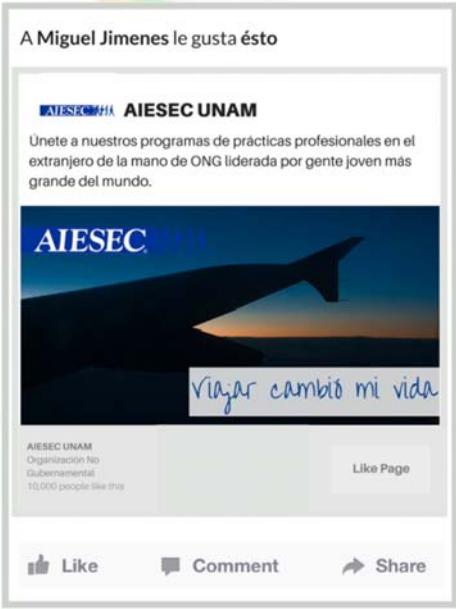 A Miguel Jimenes le gusta ésto
AIESEC AIESEC UNAM
Únete a nuestros programas de prácticas profesionales en el
extranjero de la mano de ONG liderada por gente joven más
grande del mundo.
AIESEC
viajar cambió mi vida
AIESEC UNAM
Organización No
Gubernamental
10,000 people like this
Like Page
Like Comment Share